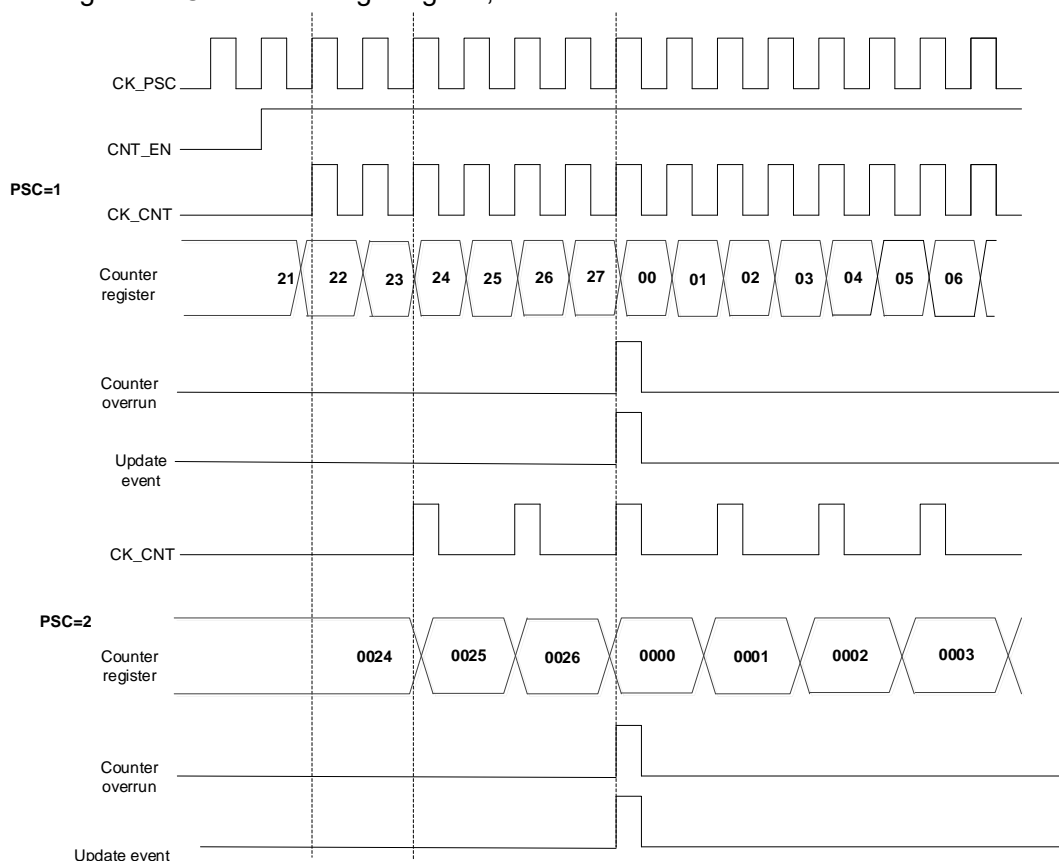 CK_PSC
CNT_EN
PSC=1
CK_CNT
Counter
register
21 22 23 24 25 26 27 00 01 02 03 04 05 06
Counter
overrun
Update
event
CK_CNT
PSC=2
Counter
register
0024 0025 0026 0000 0001 0002 0003
Counter
overrun
Update event